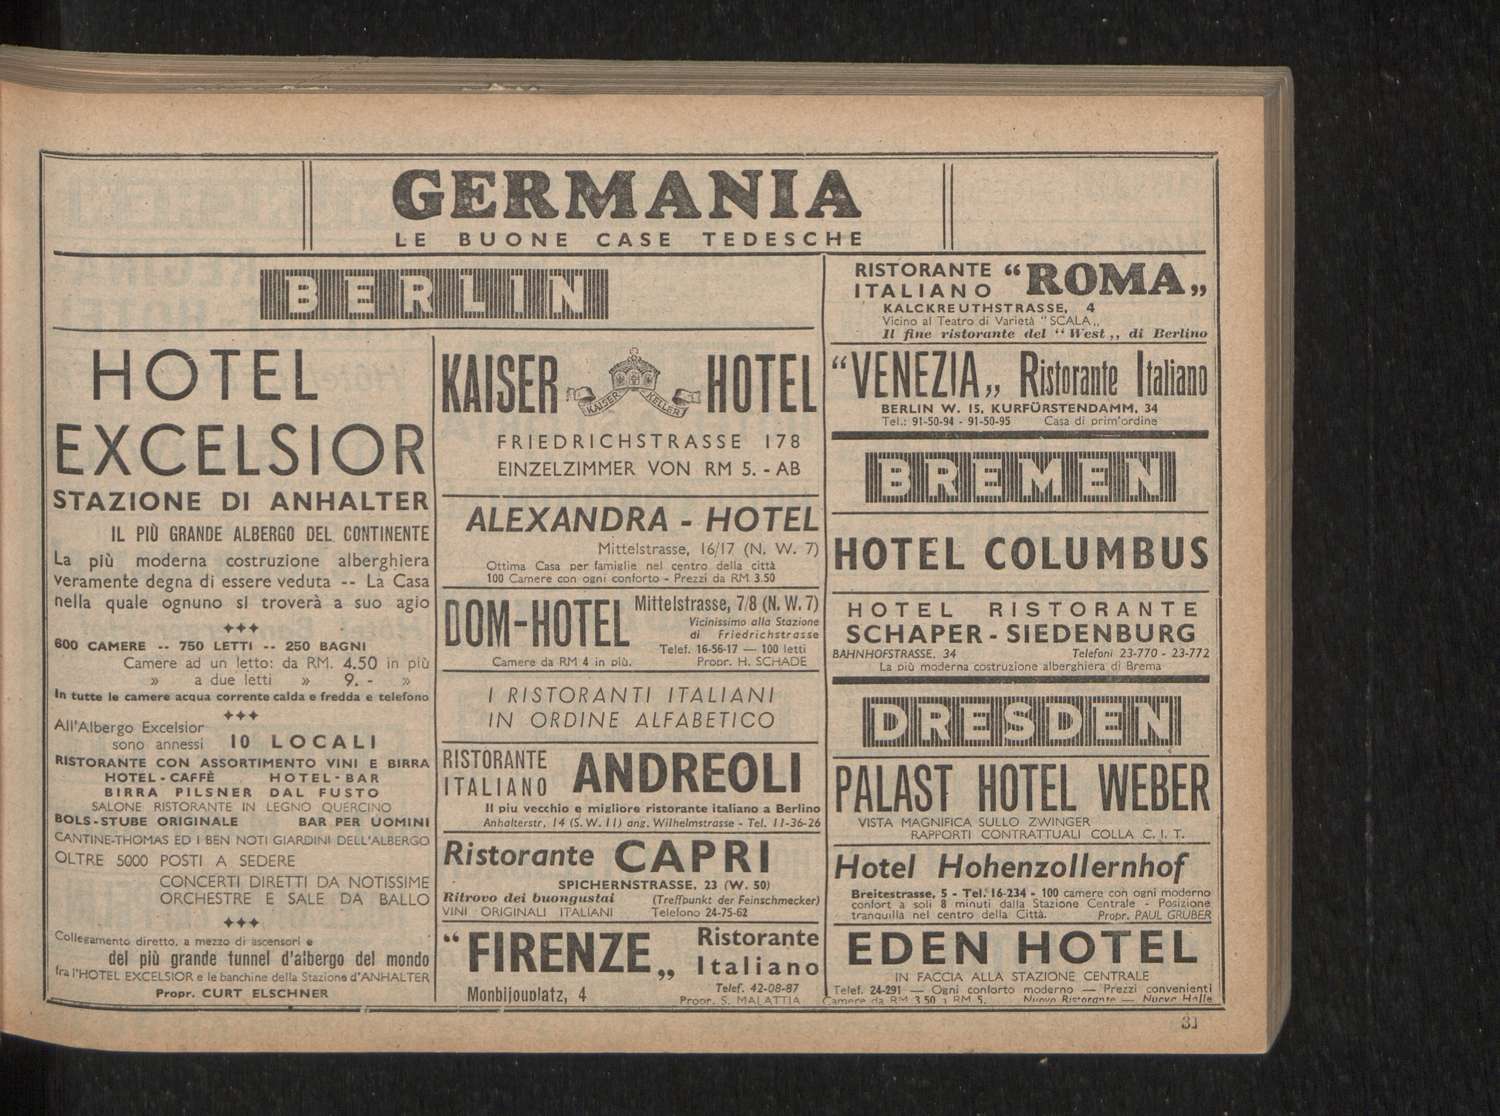 GERMANIA
LE BUONE CASE TEDESCHE
BERLIN
HOTEL
EXCELSIOR
STAZIONE DI ANHALTER
IL PIÙ GRANDE ALBERGO DEL CONTINENTE
La più moderna costruzione alberghiera
veramente degna di essere veduta -- La Casa
nella quale ognuno si troverà a suo agio
✦✦✦
600 CAMERE -- 750 LETTI -- 250 BAGNI
Camere ad un letto: da RM. 4.50 in più
» a due letti » 9. - »
In tutte le camere acqua corrente calda e fredda e telefono
✦✦✦
All'Albergo Excelsior
sono annessi 10 LOCALI
RISTORANTE CON ASSORTIMENTO VINI E BIRRA
HOTEL-CAFFÈ HOTEL-BAR
BIRRA PILSNER DAL FUSTO
SALONE RISTORANTE IN LEGNO QUERCINO
BOLS-STUBE ORIGINALE BAR PER UOMINI
CANTINE-THOMAS ED I BEN NOTI GIARDINI DELL'ALBERGO
OLTRE 5000 POSTI A SEDERE
CONCERTI DIRETTI DA NOTISSIME
ORCHESTRE E SALE DA BALLO
✦✦✦
Collegamento diretto, a mezzo di ascensori e
del più grande tunnel d'albergo del mondo
fra l'HOTEL EXCELSIOR e le banchine della Stazione d'ANHALTER
Propr. CURT ELSCHNER
KAISER HOTEL
KAISER KELLER
FRIEDRICHSTRASSE 178
EINZELZIMMER VON RM 5. - AB
ALEXANDRA - HOTEL
Mittelstrasse, 16/17 (N. W. 7)
Ottima Casa per famiglie nel centro della città
100 Camere con ogni conforto - Prezzi da RM 3.50
DOM-HOTEL Mittelstrasse, 7/8 (N. W. 7)
Vicinissimo alla Stazione
di Friedrichstrasse
Telef. 16-56-17 — 100 letti
Camere da RM 4 in più. Propr. H. SCHADE
I RISTORANTI ITALIANI
IN ORDINE ALFABETICO
RISTORANTE
ITALIANO ANDREOLI
Il piu vecchio e migliore ristorante italiano a Berlino
Anhalterstr. 14 (S. W. 11) ang. Wilhelmstrasse - Tel. 11-36-26
Ristorante CAPRI
SPICHERNSTRASSE, 23 (W. 50)
Ritrovo dei buongustai (Treffpunkt der Feinschmecker)
VINI ORIGINALI ITALIANI Telefono 24-75-62
“FIRENZE„ Ristorante
Italiano
Telef. 42-08-87
Monbijouplatz, 4 Propr. S. MALATTIA
RISTORANTE
ITALIANO “ROMA„
KALCKREUTHSTRASSE, 4
Vicino al Teatro di Varietà “SCALA„
Il fine ristorante del “West„ di Berlino
“VENEZIA„ Ristorante Italiano
BERLIN W. 15, KURFÜRSTENDAMM, 34
Tel.: 91-50-94 - 91-50-95 Casa di prim'ordine
BREMEN
HOTEL COLUMBUS
HOTEL RISTORANTE
SCHAPER-SIEDENBURG
BAHNHOFSTRASSE, 34 Telefoni 23-770 - 23-772
La più moderna costruzione alberghiera di Brema
DRESDEN
PALAST HOTEL WEBER
VISTA MAGNIFICA SULLO ZWINGER
RAPPORTI CONTRATTUALI COLLA C. I. T.
Hotel Hohenzollernhof
Breitestrasse, 5 - Tel. 16-234 - 100 camere con ogni moderno
confort a soli 8 minuti dalla Stazione Centrale - Posizione
tranquilla nel centro della Città. Propr. PAUL GRUBER
EDEN HOTEL
IN FACCIA ALLA STAZIONE CENTRALE
Telef. 24-291 — Ogni conforto moderno — Prezzi convenienti
Camere da RM 3.50 a RM 5. Nuovo Ristorante — Nuove Halle
31